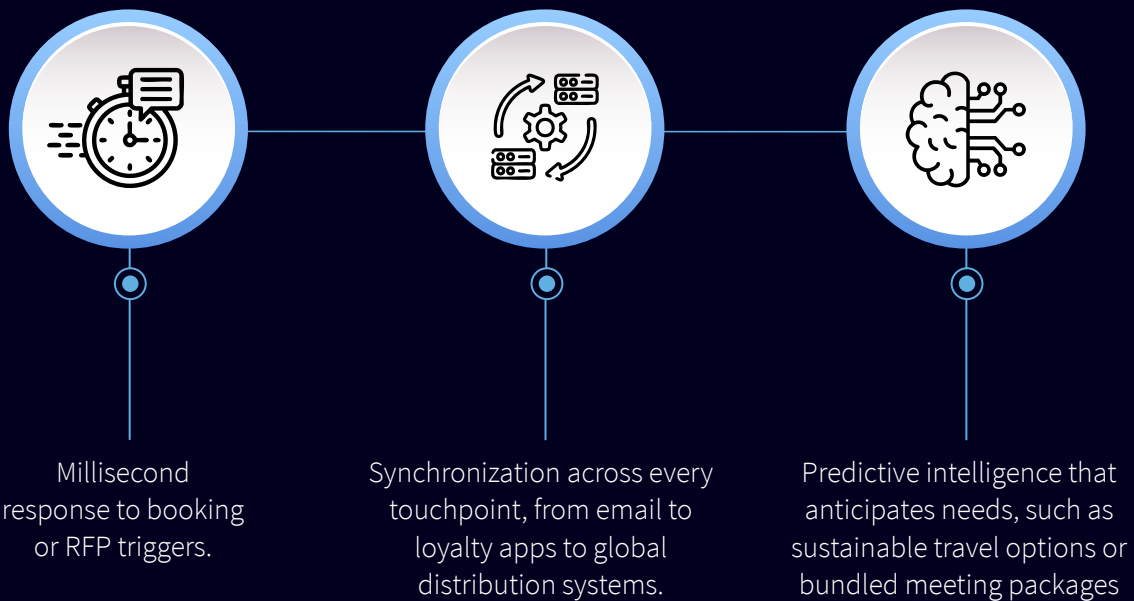 Millisecond
response to booking
or RFP triggers.
Synchronization across every
touchpoint, from email to
loyalty apps to global
distribution systems.
Predictive intelligence that
anticipates needs, such as
sustainable travel options or
bundled meeting packages